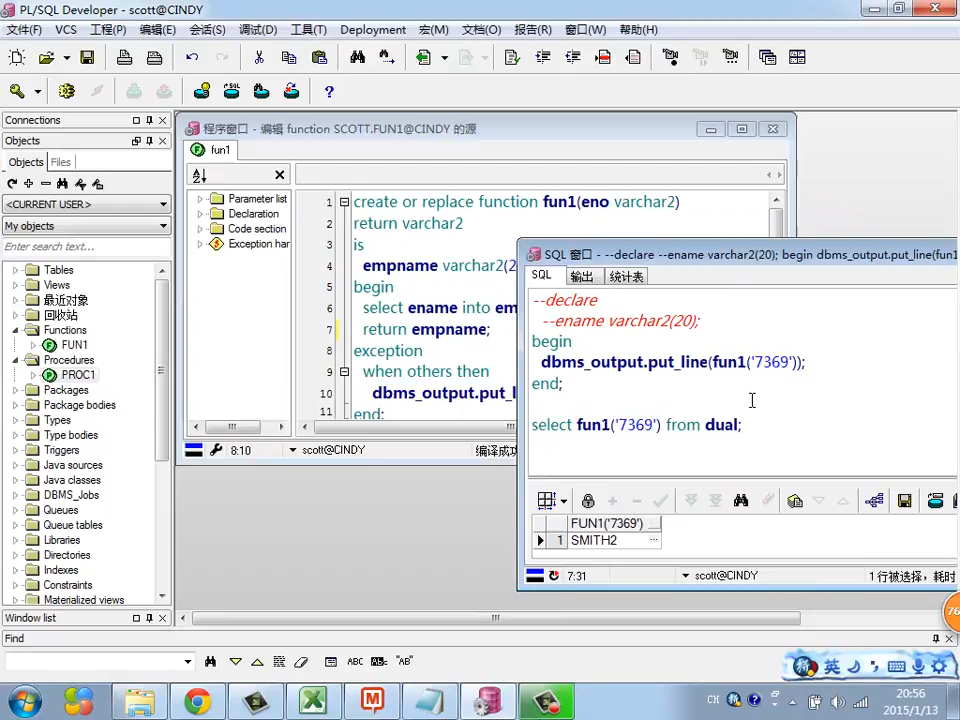 PL/SQL Developer - scott@CINDY
文件(F) VCS 工程(P) 编辑(E) 会话(S) 调试(D) 工具(T) Deployment 宏(M) 文档(O) 报告(R) 窗口(W) 帮助(H)
Connections
Objects
Objects Files
<CURRENT USER>
My objects
Enter search text...
Tables
Views
最近对象
回收站
Functions
FUN1
Procedures
PROC1
Packages
Package bodies
Types
Type bodies
Triggers
Java sources
Java classes
DBMS_Jobs
Queues
Queue tables
Libraries
Directories
Indexes
Constraints
Materialized views
Window list
程序窗口 - 编辑 function SCOTT.FUN1@CINDY 的源
fun1
Parameter list
Declaration
Code section
Exception har
1 create or replace function fun1(eno varchar2)
2 return varchar2
3 is
4 empname varchar2(2
5 begin
6 select ename into em
7 return empname;
8 exception
9 when others then
10 dbms_output.put_l
11 end;
8:10 scott@CINDY 编译成功
SQL 窗口 - --declare --ename varchar2(20); begin dbms_output.put_line(fun1
SQL 输出 统计表
--declare
--ename varchar2(20);
begin
dbms_output.put_line(fun1('7369'));
end;
select fun1('7369') from dual;
FUN1('7369')
1 SMITH2 ...
7:31 scott@CINDY 1 行被选择, 耗时
76
Find
ABC ABc "AB"
英
CH
20:56
2015/1/13